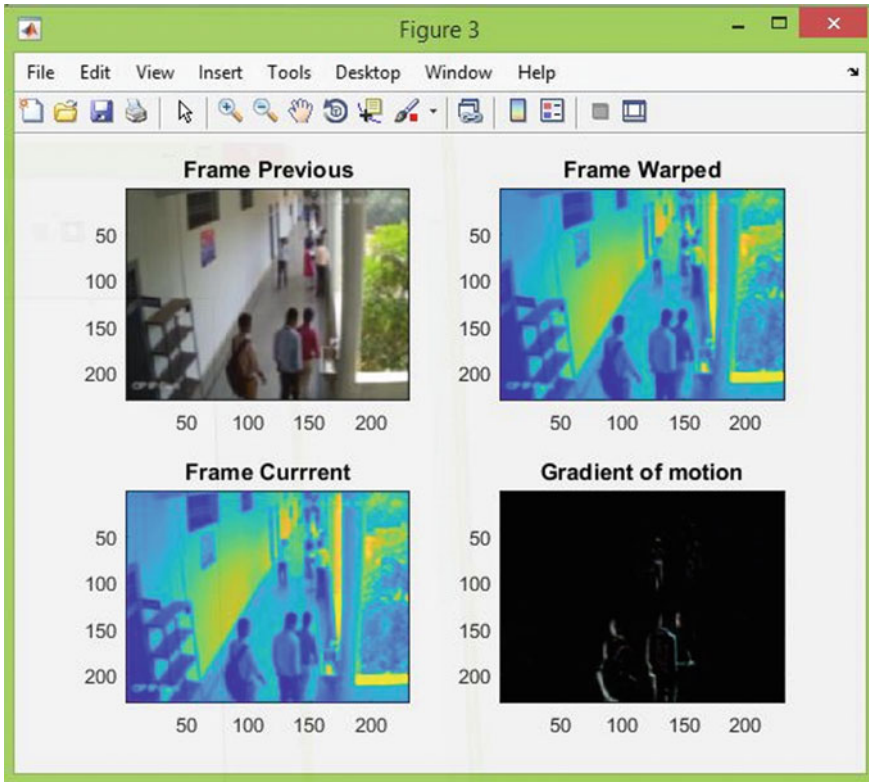 Figure 3
File Edit View Insert Tools Desktop Window Help
Frame Previous
50
100
150
200
50 100 150 200
Frame Warped
50
100
150
200
50 100 150 200
Frame Currrent
50
100
150
200
50 100 150 200
Gradient of motion
50
100
150
200
50 100 150 200